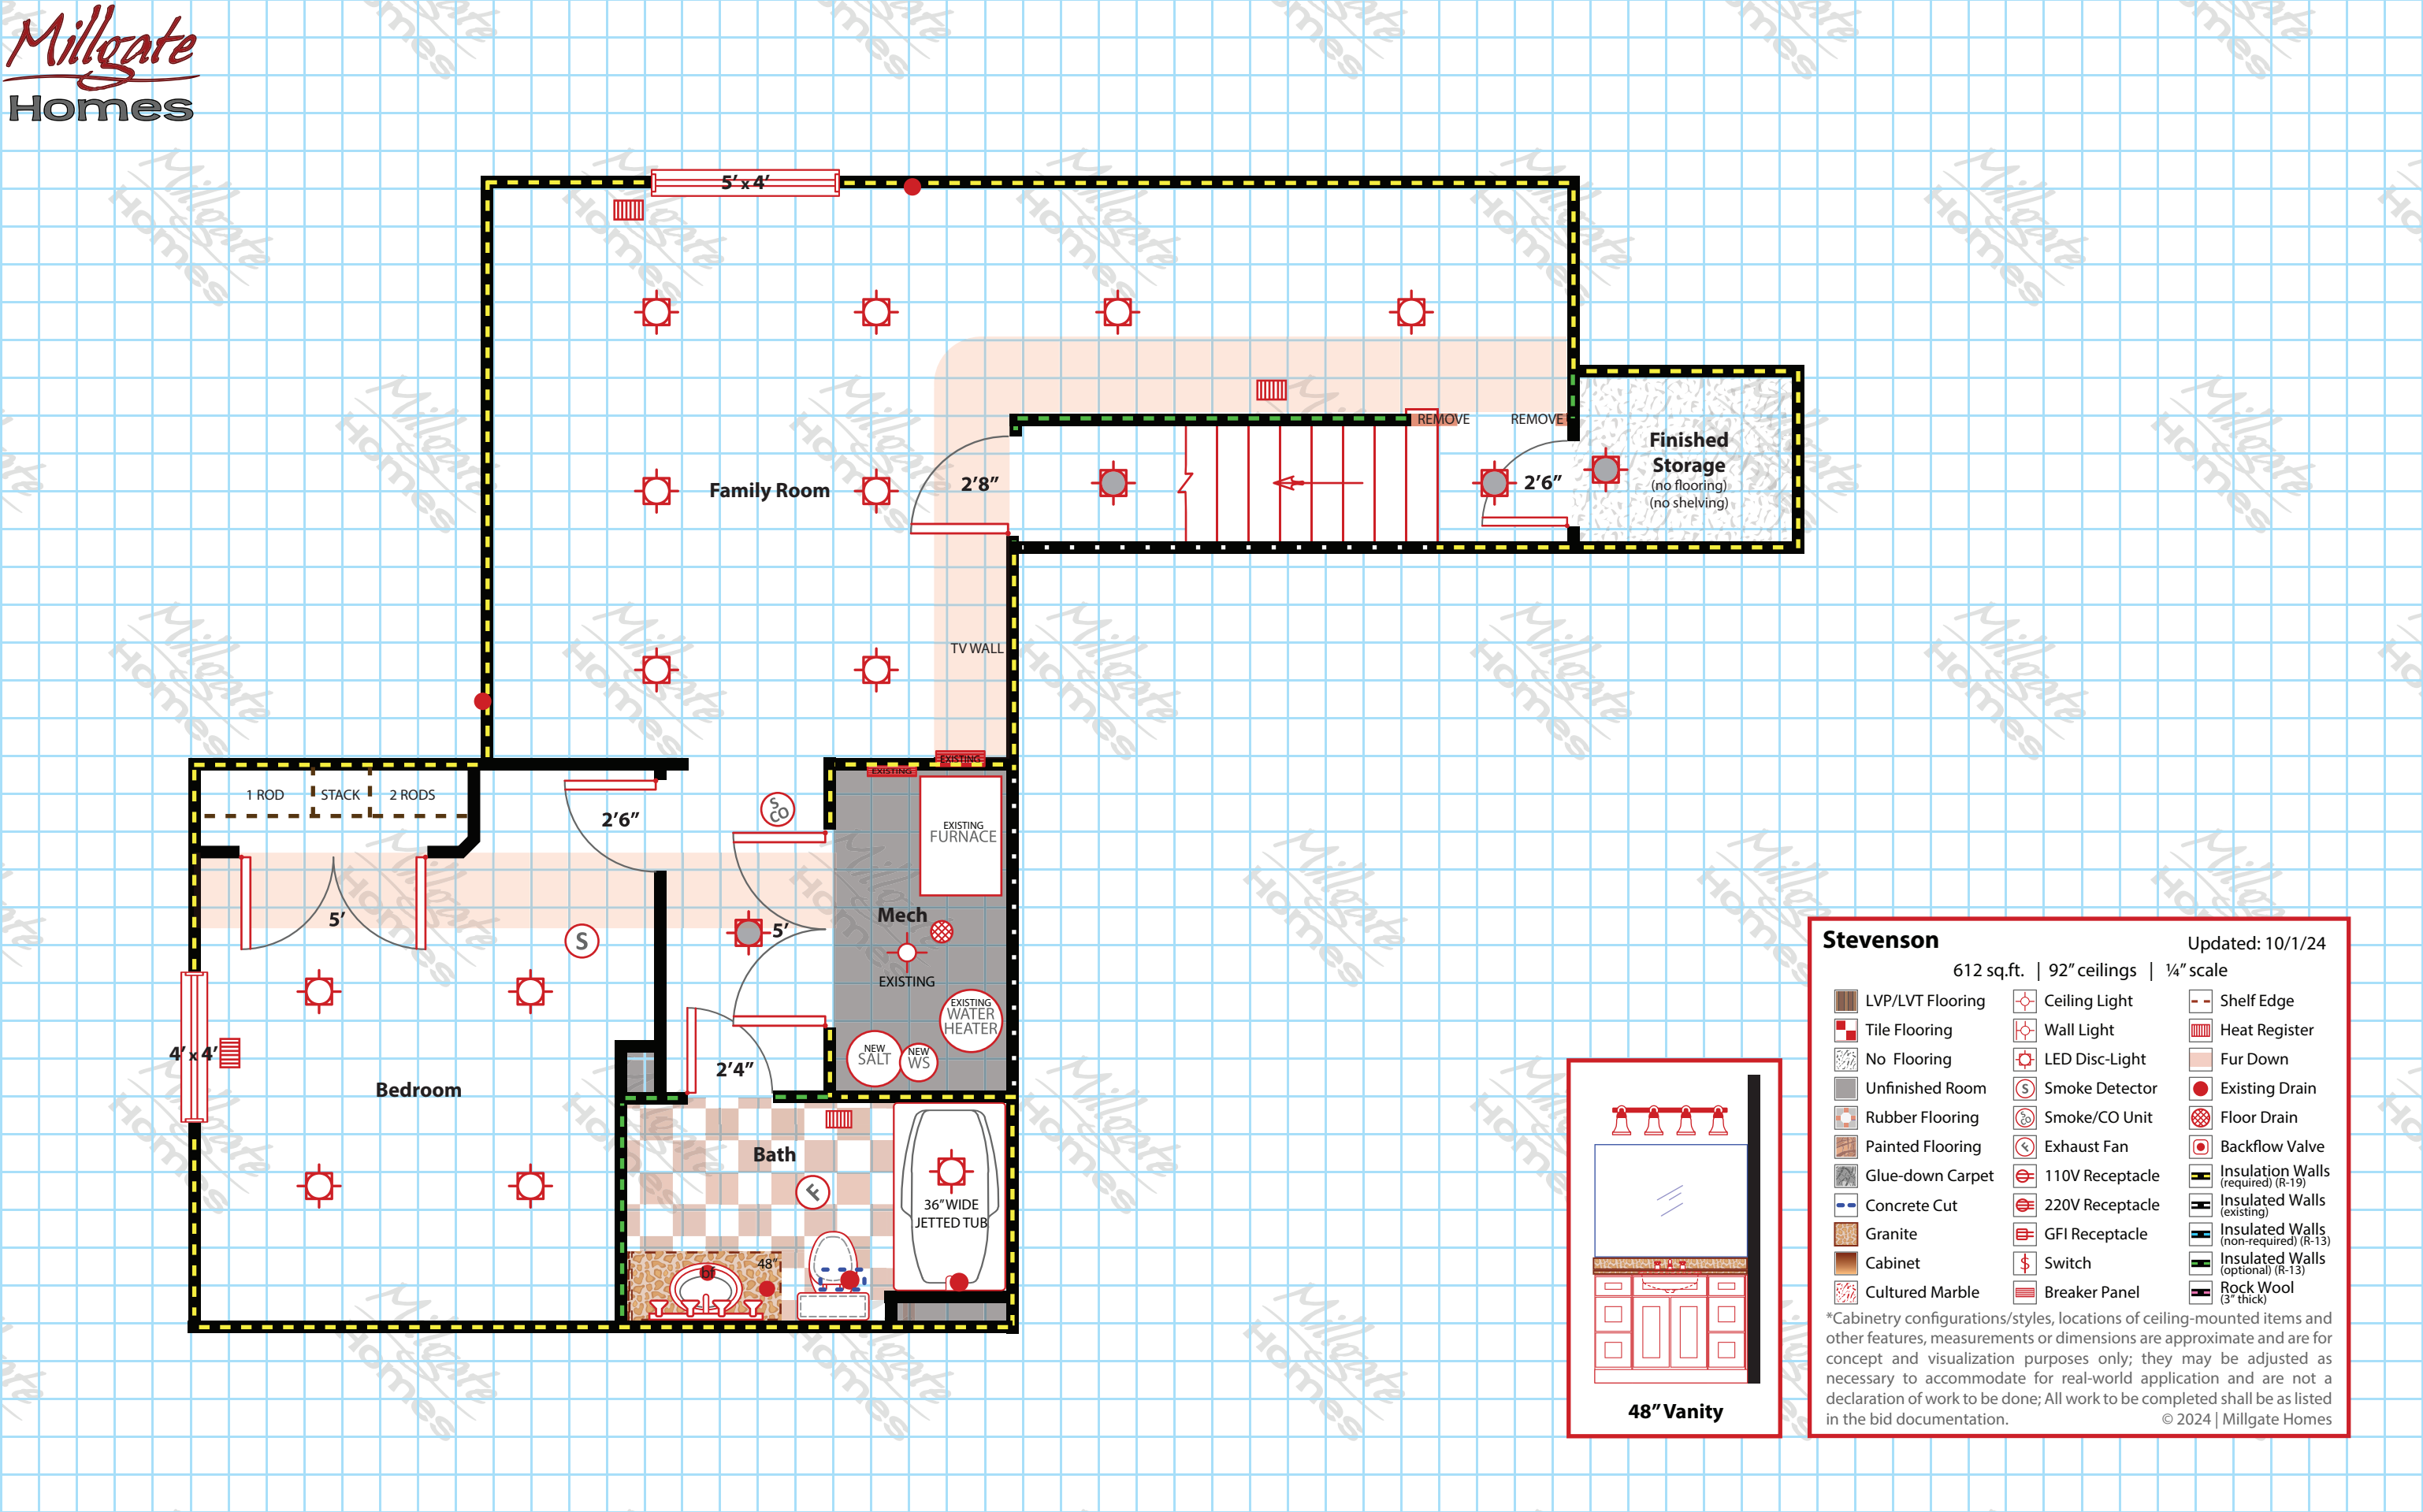 Millgate
Homes
5’ x 4’
REMOVE
REMOVE
Finished
Storage
(no flooring)
(no shelving)
2’6”
2’8”
Family Room
TV WALL
EXISTING
EXISTING
1 ROD
STACK
2 RODS
2’6”
S
CO
EXISTING
FURNACE
5’
S
5’
Mech
EXISTING
EXISTING
WATER
HEATER
NEW
SALT
NEW
WS
4’ x 4’
Bedroom
2’4”
Bath
F
36” WIDE
JETTED TUB
48”
bf
48” Vanity
Stevenson
Updated: 10/1/24
612 sq.ft. | 92” ceilings | ¼” scale
LVP/LVT Flooring
Tile Flooring
No Flooring
Unfinished Room
Rubber Flooring
Painted Flooring
Glue-down Carpet
Concrete Cut
Granite
Cabinet
Cultured Marble
Ceiling Light
Wall Light
LED Disc-Light
S Smoke Detector
S CO Smoke/CO Unit
F Exhaust Fan
110V Receptacle
220V Receptacle
GFI Receptacle
$ Switch
Breaker Panel
Shelf Edge
Heat Register
Fur Down
Existing Drain
Floor Drain
Backflow Valve
Insulation Walls
(required) (R-19)
Insulated Walls
(existing)
Insulated Walls
(non-required) (R-13)
Insulated Walls
(optional) (R-13)
Rock Wool
(3” thick)
*Cabinetry configurations/styles, locations of ceiling-mounted items and
other features, measurements or dimensions are approximate and are for
concept and visualization purposes only; they may be adjusted as
necessary to accommodate for real-world application and are not a
declaration of work to be done; All work to be completed shall be as listed
in the bid documentation.
© 2024 | Millgate Homes